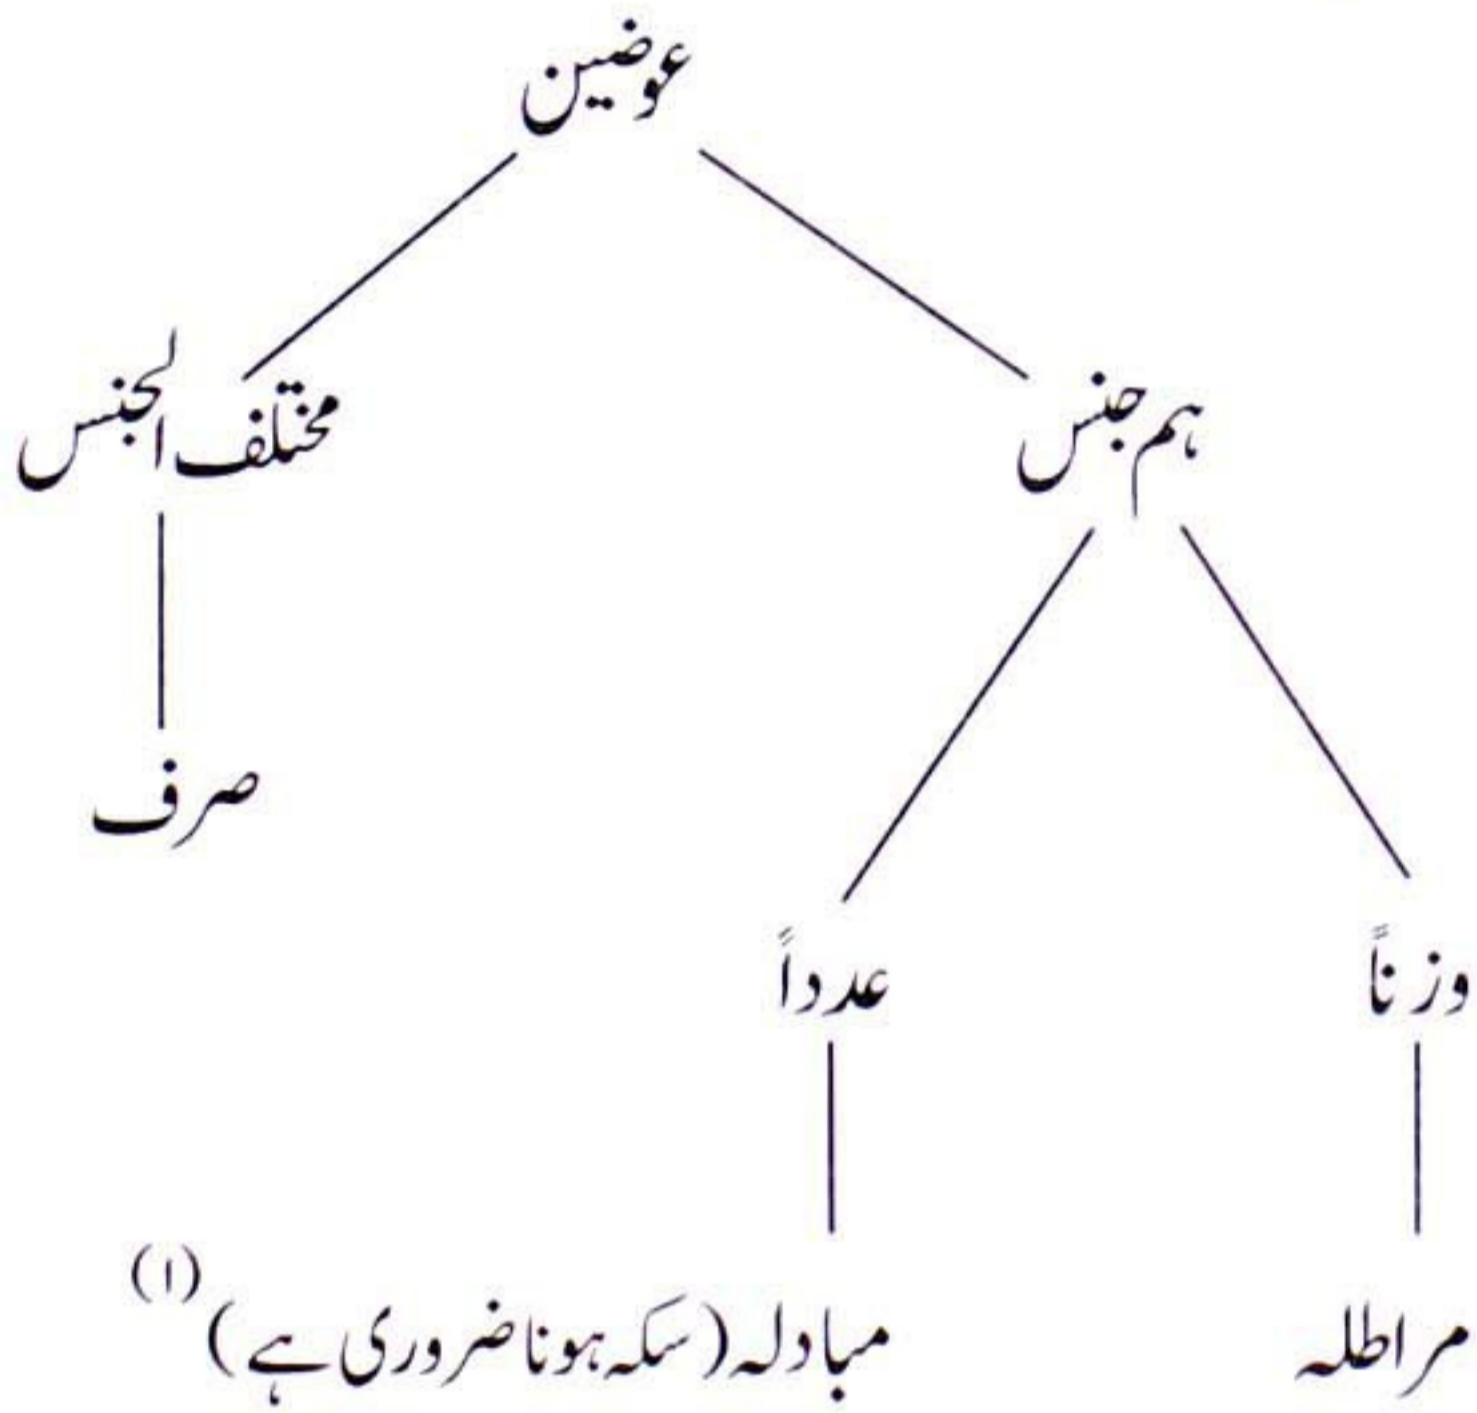 عوضین
ہم جنس
مختلف الجنس
صرف
وزناً
عدداً
مراطلہ
مبادلہ (سکہ ہونا ضروری ہے) (۱)